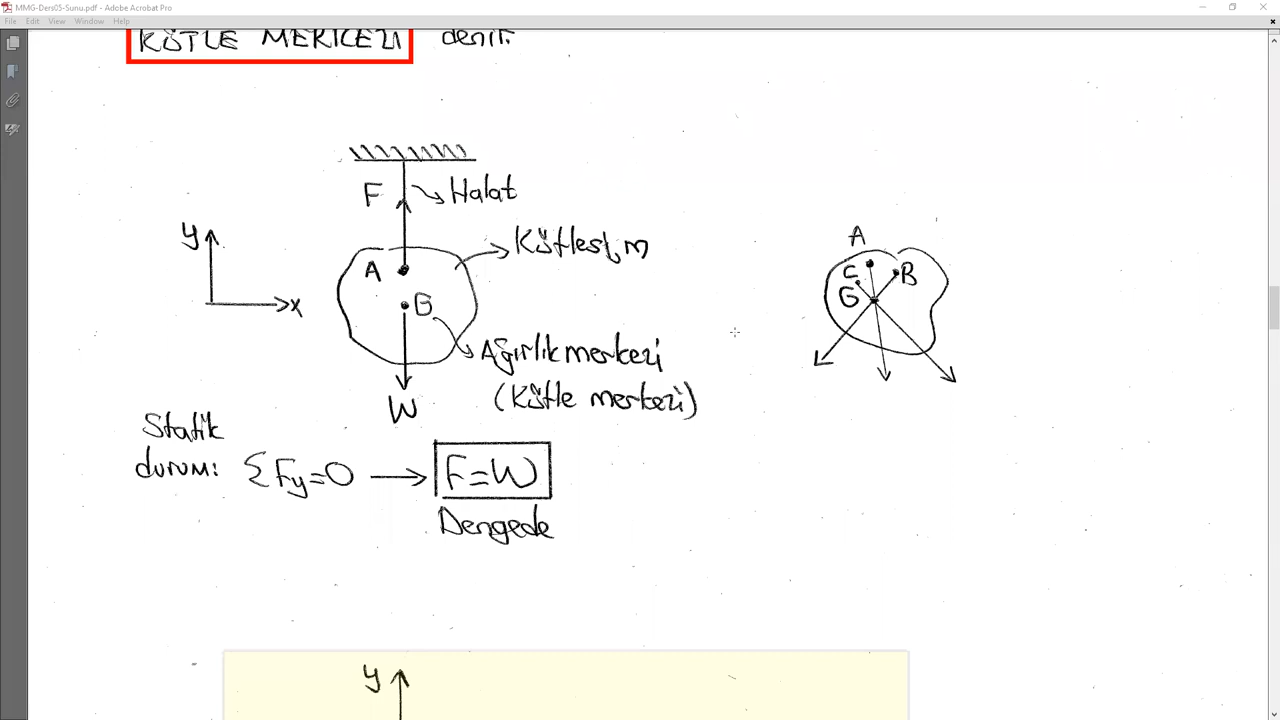 MMG-Ders05-Sunu.pdf - Adobe Acrobat Pro
File Edit View Window Help
KÜTLE MERKEZİ denir.
F
Halat
y
x
Kütlesi, m
A
G
Ağırlık merkezi
(Kütle merkezi)
W
A
C
B
G
Statik
durum: ΣFy=0 → F=W
Dengede
y